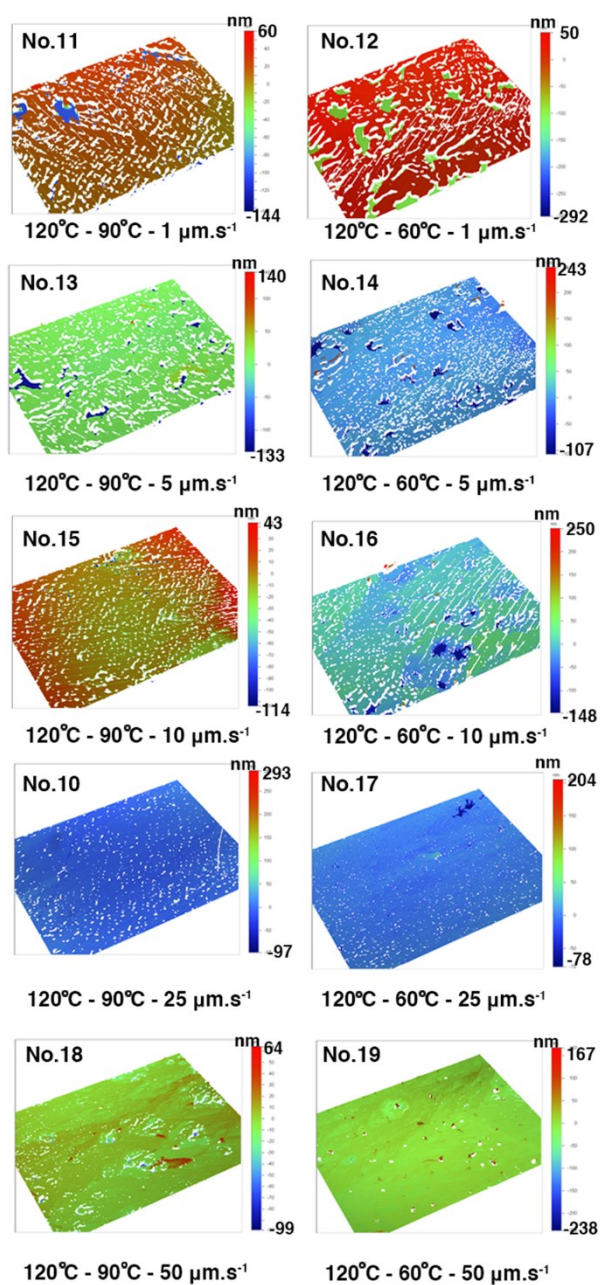 nm
nm
No.11
60
No.12
50
-144
-292
120°C - 90°C - 1 µm.s-1
120°C - 60°C - 1 µm.s-1
nm
nm
No.13
140
No.14
243
-133
-107
120°C - 90°C - 5 µm.s-1
120°C - 60°C - 5 µm.s-1
nm
nm
No.15
43
No.16
250
-114
-148
120°C - 90°C - 10 µm.s-1
120°C - 60°C - 10 µm.s-1
nm
nm
No.10
293
No.17
204
-97
-78
120°C - 90°C - 25 µm.s-1
120°C - 60°C - 25 µm.s-1
nm
nm
No.18
64
No.19
167
-99
-238
120°C - 90°C - 50 µm.s-1
120°C - 60°C - 50 µm.s-1